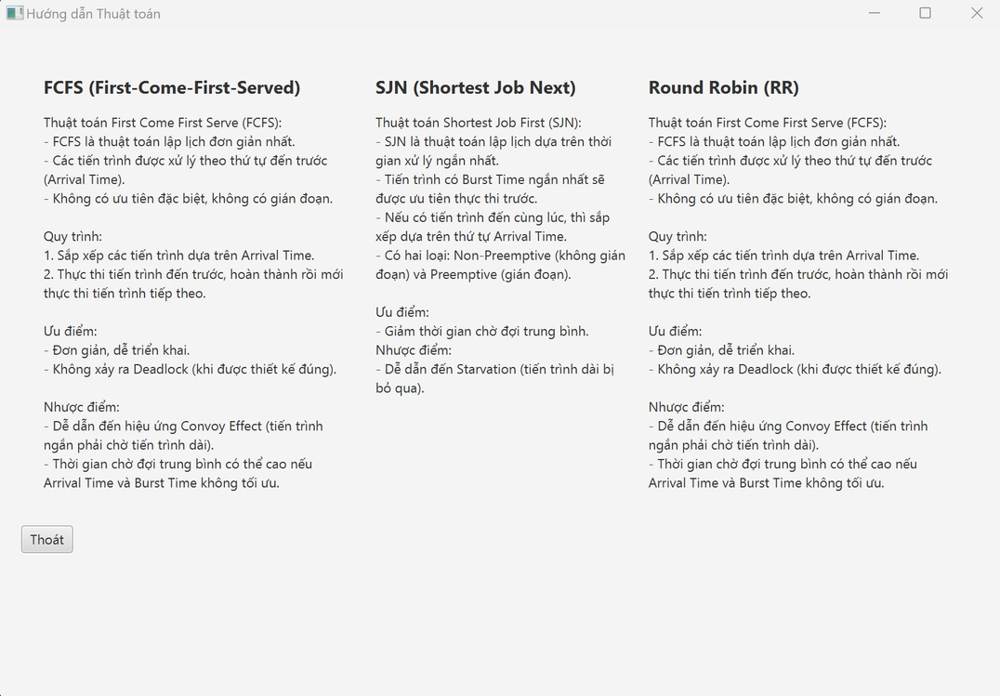 Hướng dẫn Thuật toán
FCFS (First-Come-First-Served)
Thuật toán First Come First Serve (FCFS):
- FCFS là thuật toán lập lịch đơn giản nhất.
- Các tiến trình được xử lý theo thứ tự đến trước
(Arrival Time).
- Không có ưu tiên đặc biệt, không có gián đoạn.
Quy trình:
1. Sắp xếp các tiến trình dựa trên Arrival Time.
2. Thực thi tiến trình đến trước, hoàn thành rồi mới
thực thi tiến trình tiếp theo.
Ưu điểm:
- Đơn giản, dễ triển khai.
- Không xảy ra Deadlock (khi được thiết kế đúng).
Nhược điểm:
- Dễ dẫn đến hiệu ứng Convoy Effect (tiến trình
ngắn phải chờ tiến trình dài).
- Thời gian chờ đợi trung bình có thể cao nếu
Arrival Time và Burst Time không tối ưu.
SJN (Shortest Job Next)
Thuật toán Shortest Job First (SJN):
- SJN là thuật toán lập lịch dựa trên thời
gian xử lý ngắn nhất.
- Tiến trình có Burst Time ngắn nhất sẽ
được ưu tiên thực thi trước.
- Nếu có tiến trình đến cùng lúc, thì sắp
xếp dựa trên thứ tự Arrival Time.
- Có hai loại: Non-Preemptive (không gián
đoạn) và Preemptive (gián đoạn).
Ưu điểm:
- Giảm thời gian chờ đợi trung bình.
Nhược điểm:
- Dễ dẫn đến Starvation (tiến trình dài bị
bỏ qua).
Round Robin (RR)
Thuật toán First Come First Serve (FCFS):
- FCFS là thuật toán lập lịch đơn giản nhất.
- Các tiến trình được xử lý theo thứ tự đến trước
(Arrival Time).
- Không có ưu tiên đặc biệt, không có gián đoạn.
Quy trình:
1. Sắp xếp các tiến trình dựa trên Arrival Time.
2. Thực thi tiến trình đến trước, hoàn thành rồi mới
thực thi tiến trình tiếp theo.
Ưu điểm:
- Đơn giản, dễ triển khai.
- Không xảy ra Deadlock (khi được thiết kế đúng).
Nhược điểm:
- Dễ dẫn đến hiệu ứng Convoy Effect (tiến trình
ngắn phải chờ tiến trình dài).
- Thời gian chờ đợi trung bình có thể cao nếu
Arrival Time và Burst Time không tối ưu.
Thoát